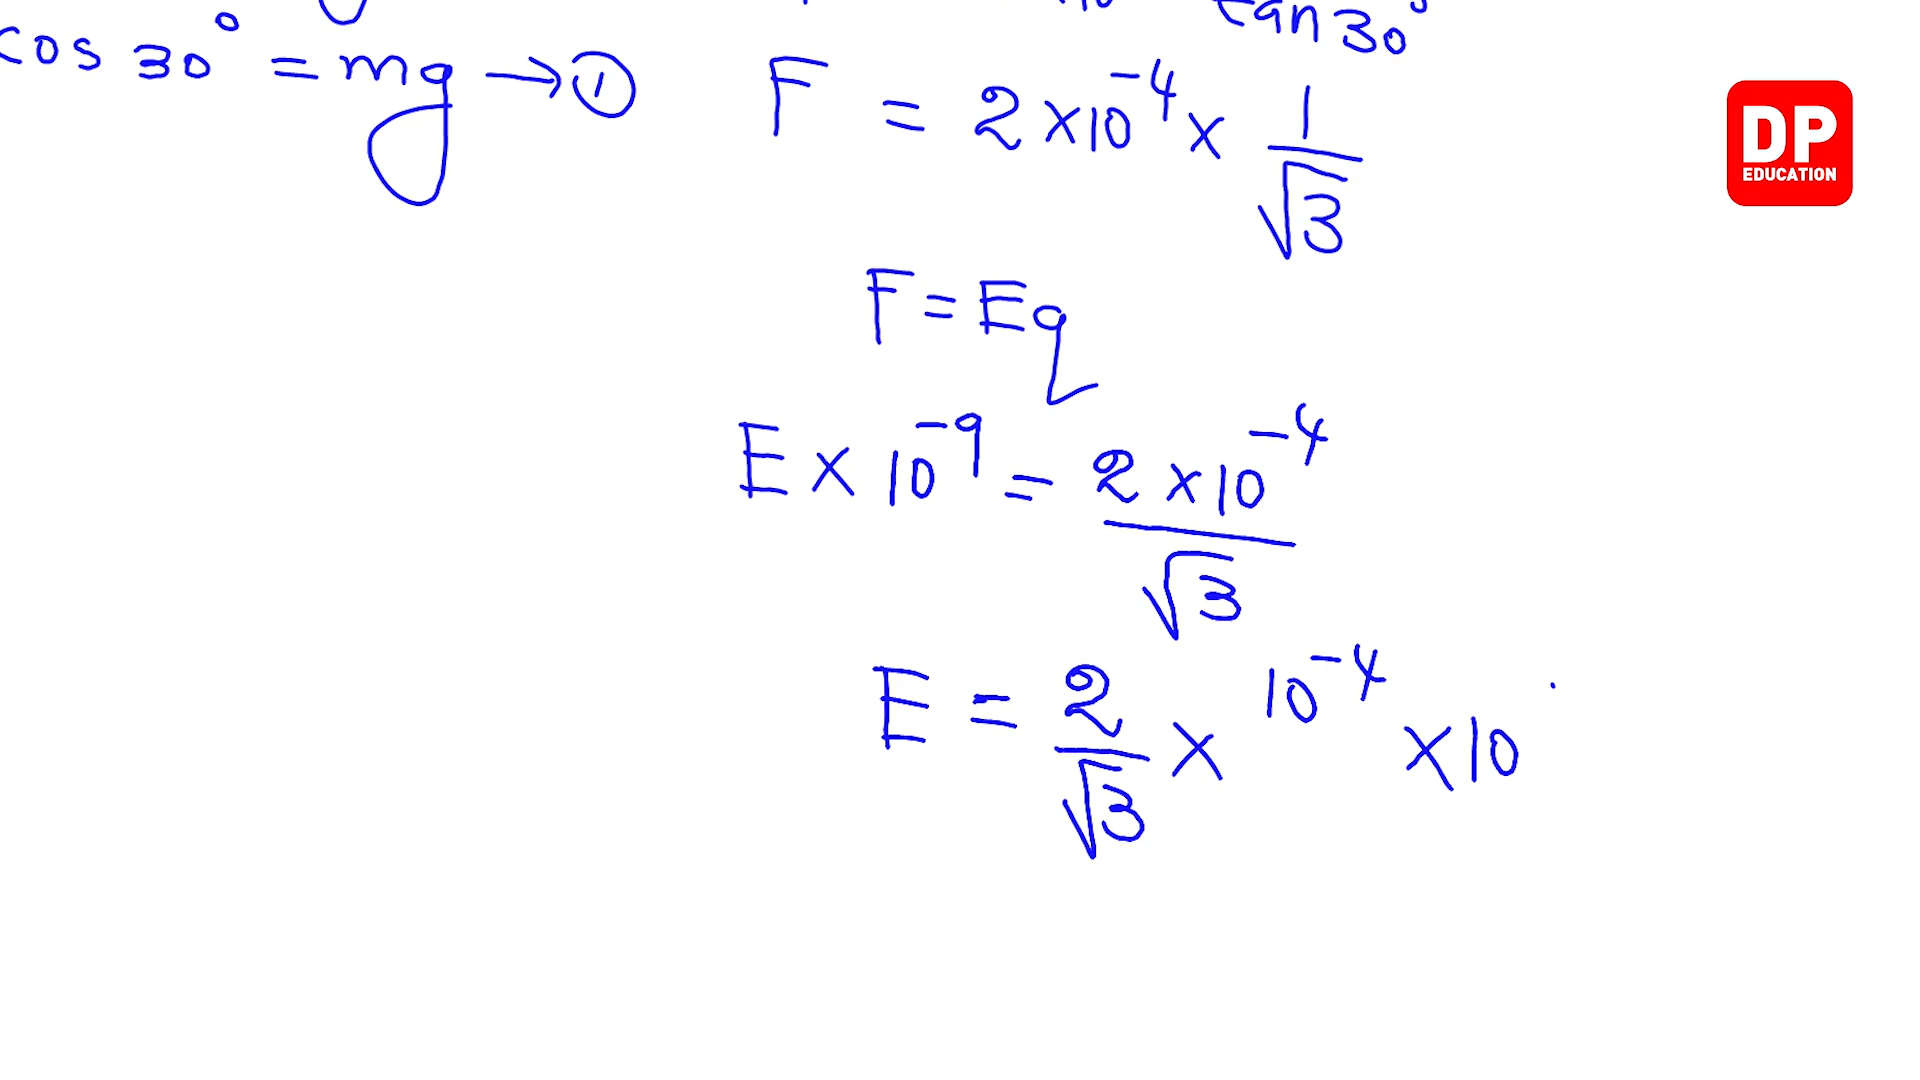 tan 30°
cos 30° = mg → ①
F = 2 × 10⁻⁴ × 1/√3
F = Eq
E × 10⁻⁹ = 2 × 10⁻⁴/√3
E = 2/√3 × 10⁻⁴ × 10
DP
EDUCATION